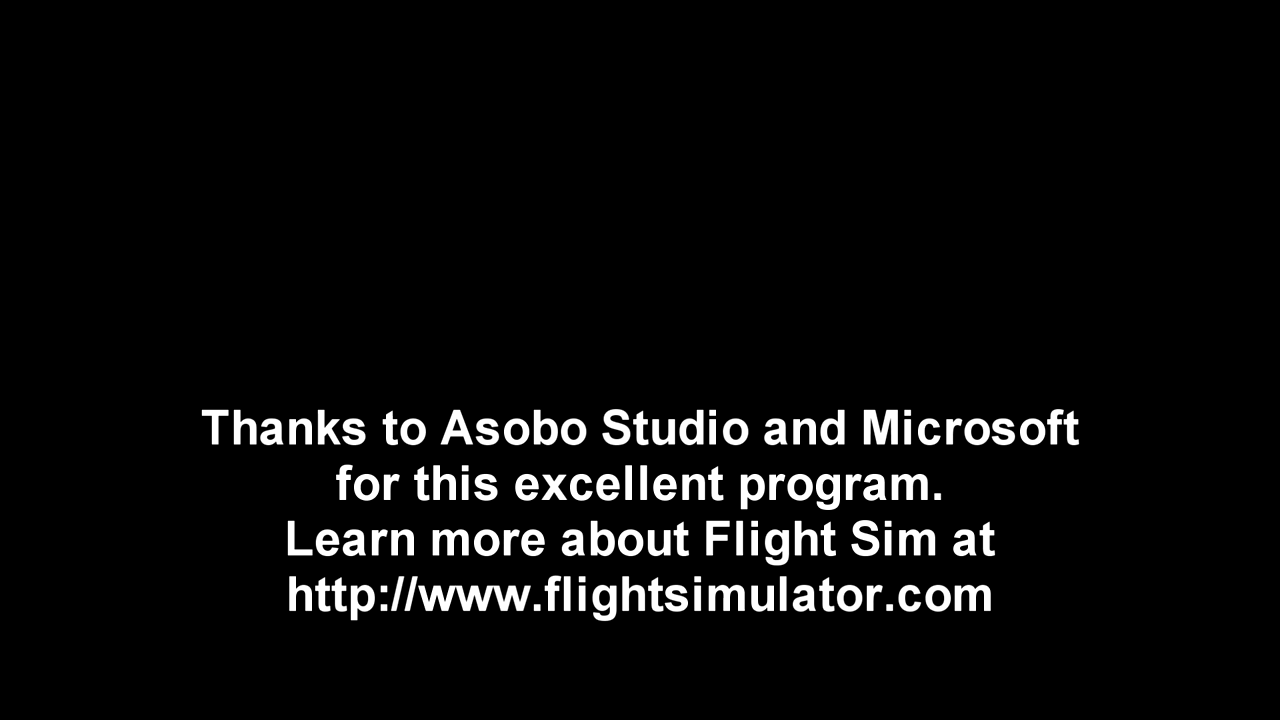 Thanks to Asobo Studio and Microsoft
for this excellent program.
Learn more about Flight Sim at
http://www.flightsimulator.com